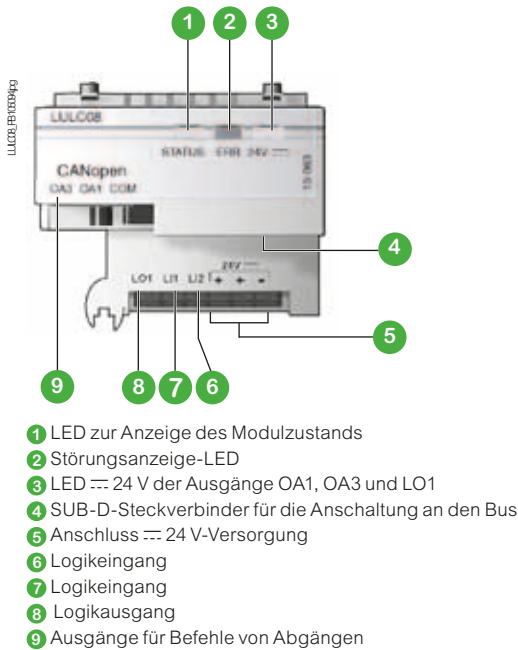 1 2 3
LULC08
STATUS ERR 24V ⎓
CANopen
OA3 OA1 COM
4
24V ⎓
LO1 LI1 LI2 + + -
5
9 8 7 6
1 LED zur Anzeige des Modulzustands
2 Störungsanzeige-LED
3 LED ⎓ 24 V der Ausgänge OA1, OA3 und LO1
4 SUB-D-Steckverbinder für die Anschaltung an den Bus
5 Anschluss ⎓ 24 V-Versorgung
6 Logikeingang
7 Logikeingang
8 Logikausgang
9 Ausgänge für Befehle von Abgängen